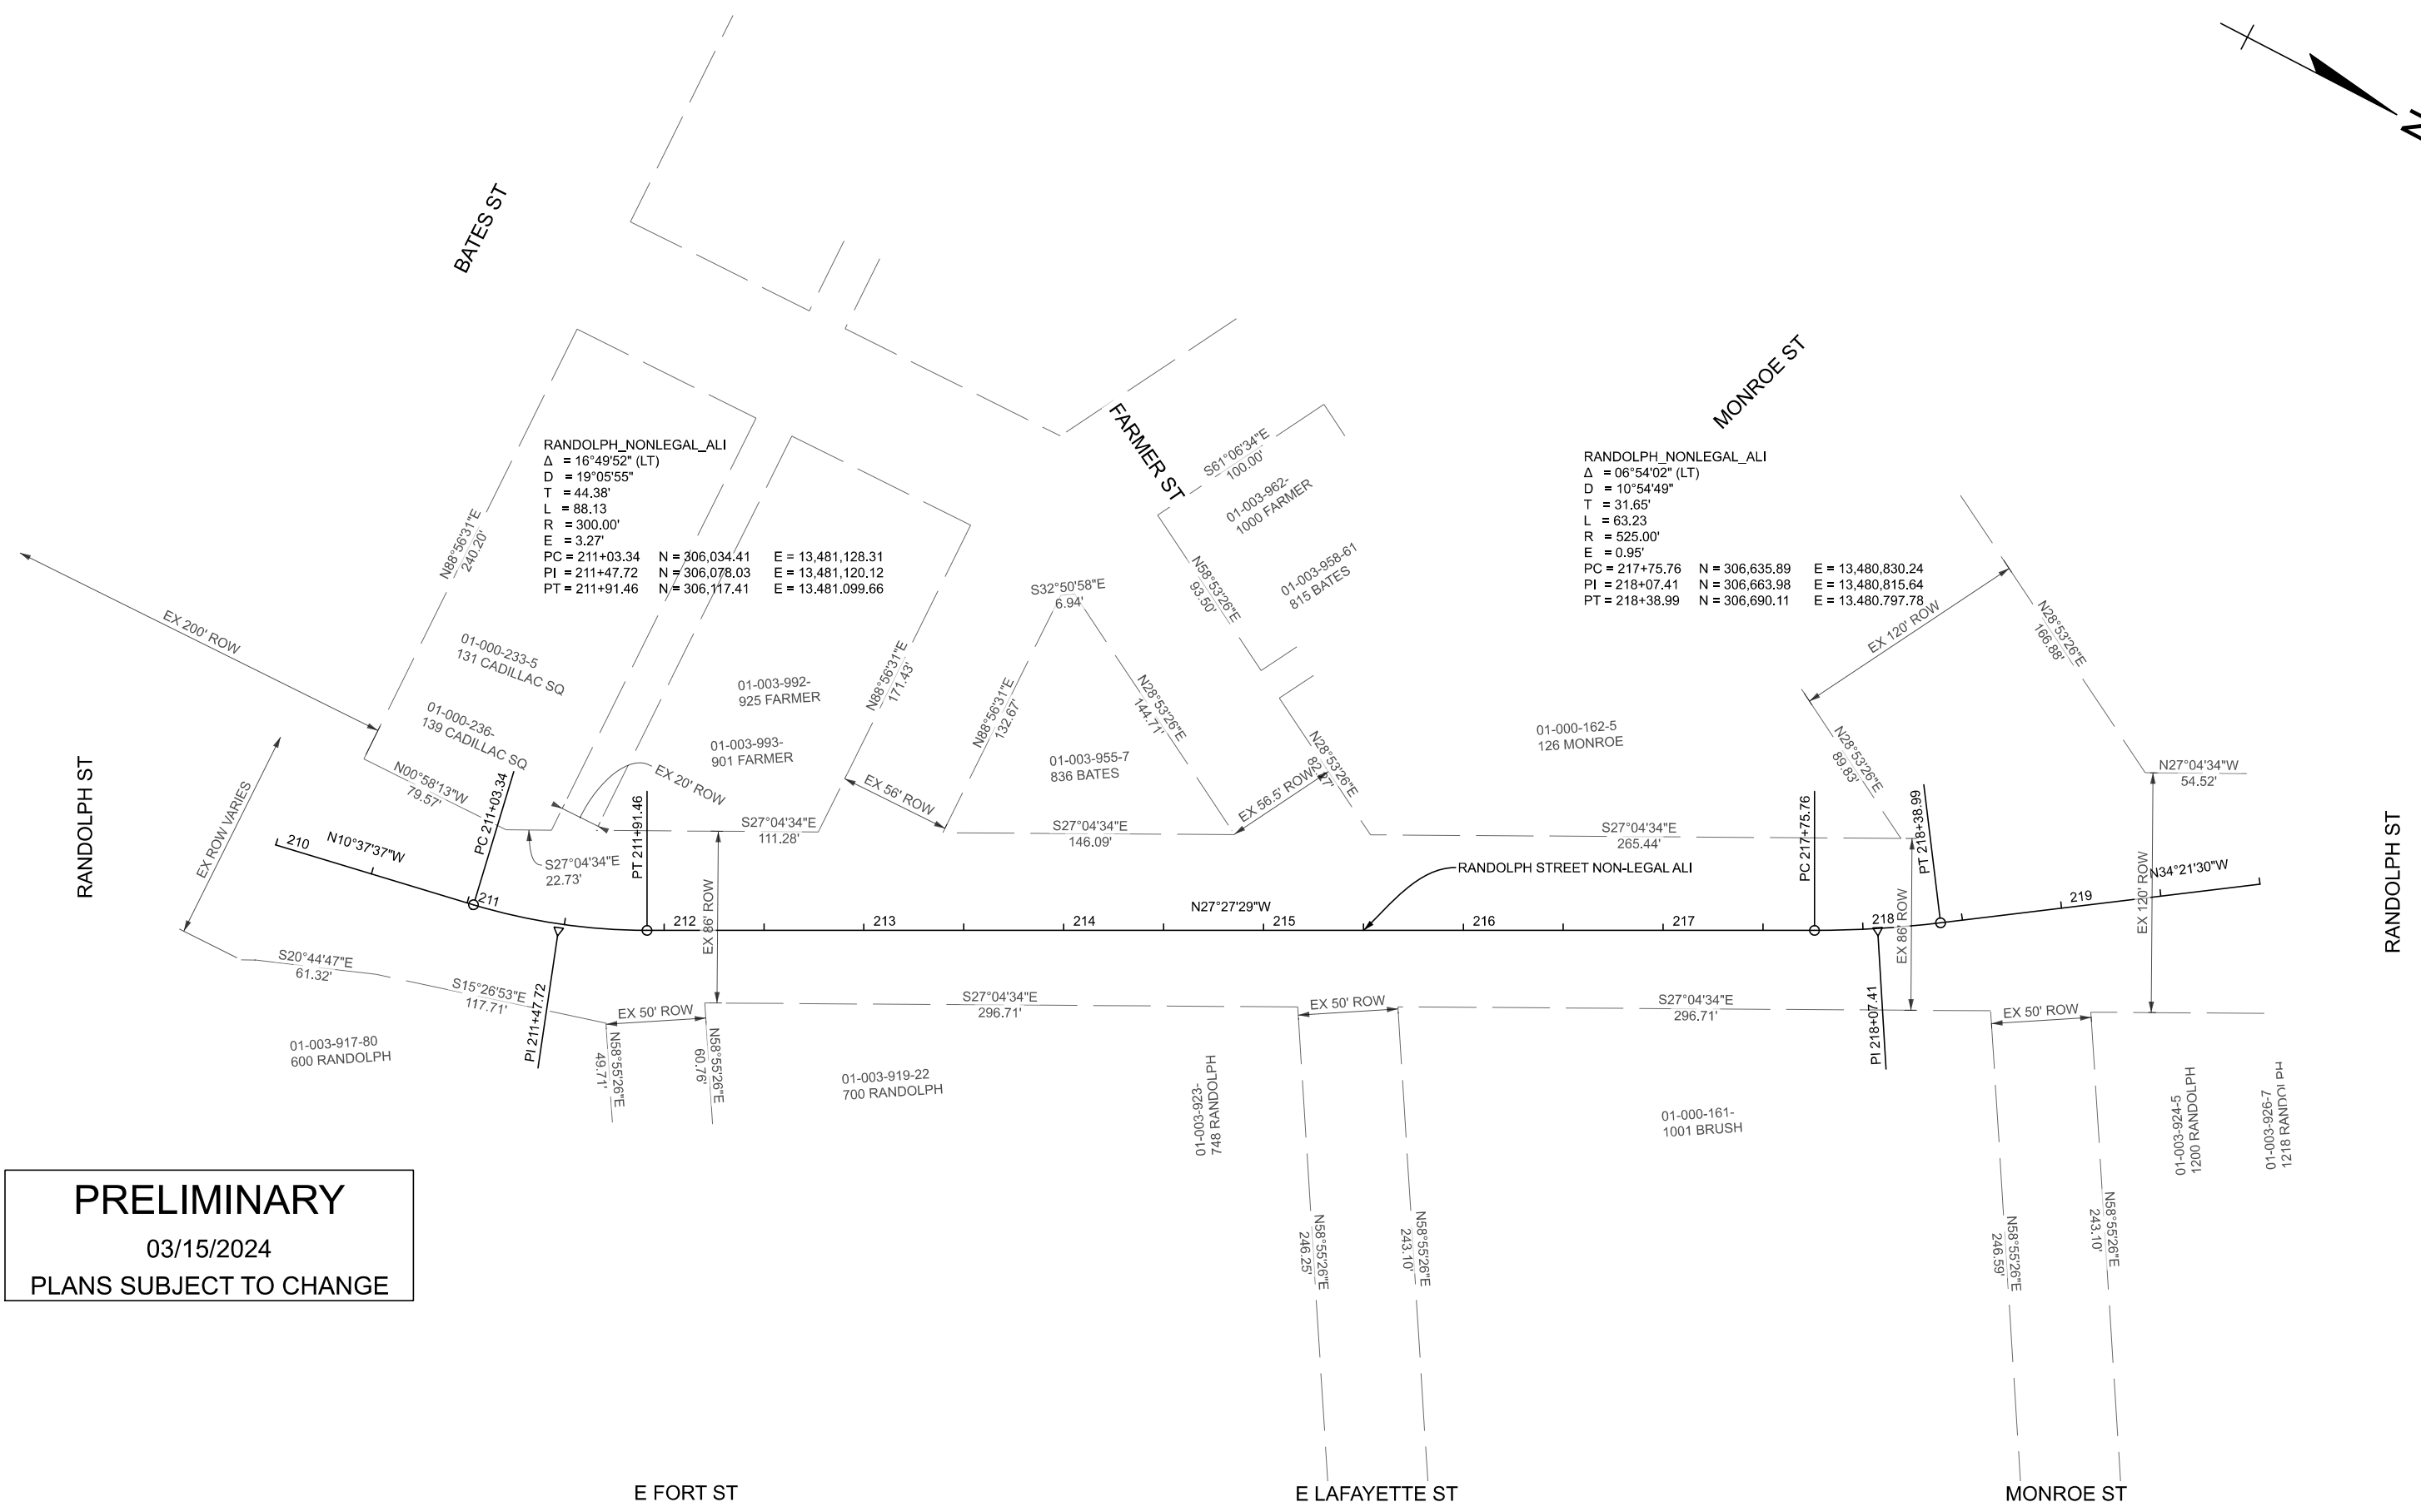 N
BATES ST
FARMER ST
MONROE ST
RANDOLPH_NONLEGAL_ALI
Δ = 16°49'52" (LT)
D = 19°05'55"
T = 44.38'
L = 88.13
R = 300.00'
E = 3.27'
PC = 211+03.34 N = 306,034.41 E = 13,481,128.31
PI = 211+47.72 N = 306,078.03 E = 13,481,120.12
PT = 211+91.46 N = 306,117.41 E = 13,481,099.66
RANDOLPH_NONLEGAL_ALI
Δ = 06°54'02" (LT)
D = 10°54'49"
T = 31.65'
L = 63.23
R = 525.00'
E = 0.95'
PC = 217+75.76 N = 306,635.89 E = 13,480,830.24
PI = 218+07.41 N = 306,663.98 E = 13,480,815.64
PT = 218+38.99 N = 306,690.11 E = 13,480,797.78
S61°06'34"E
100.00'
01-003-962-
1000 FARMER
01-003-958-61
815 BATES
N58°53'26"E
93.50'
N88°56'31"E
240.20'
EX 200' ROW
01-000-233-5
131 CADILLAC SQ
01-000-236-
139 CADILLAC SQ
N00°58'13"W
79.57'
01-003-992-
925 FARMER
01-003-993-
901 FARMER
EX 20' ROW
N88°56'31"E
171.43'
EX 56' ROW
S32°50'58"E
6.94'
N88°56'31"E
132.67'
N28°53'26"E
144.71'
01-003-955-7
836 BATES
EX 56.5' ROW
N28°53'26"E
01-000-162-5
126 MONROE
EX 120' ROW
N28°53'26"E
166.88'
N28°53'26"E
89.83'
N27°04'34"W
54.52'
RANDOLPH ST
EX ROW VARIES
210
N10°37'37"W
PC 211+03.34
211
S27°04'34"E
22.73'
PT 211+91.46
S27°04'34"E
111.28'
EX 86' ROW
S27°04'34"E
146.09'
S27°04'34"E
265.44'
RANDOLPH STREET NON-LEGAL ALI
PC 217+75.76
PT 218+38.99
EX 86' ROW
EX 120' ROW
N34°21'30"W
RANDOLPH ST
212
213
214
N27°27'29"W
215
216
217
218
219
S20°44'47"E
61.32'
S15°26'53"E
117.71'
PI 211+47.72
EX 50' ROW
S27°04'34"E
296.71'
EX 50' ROW
S27°04'34"E
296.71'
PI 218+07.41
EX 50' ROW
01-003-917-80
600 RANDOLPH
N58°55'26"E
49.71'
N58°55'26"E
60.76'
01-003-919-22
700 RANDOLPH
01-003-923-
748 RANDOLPH
01-000-161-
1001 BRUSH
01-003-924-5
1200 RANDOLPH
01-003-926-7
1218 RANDOLPH
N58°55'26"E
246.25'
N58°55'26"E
243.10'
N58°55'26"E
246.59'
N58°55'26"E
243.10'
PRELIMINARY
03/15/2024
PLANS SUBJECT TO CHANGE
E FORT ST
E LAFAYETTE ST
MONROE ST